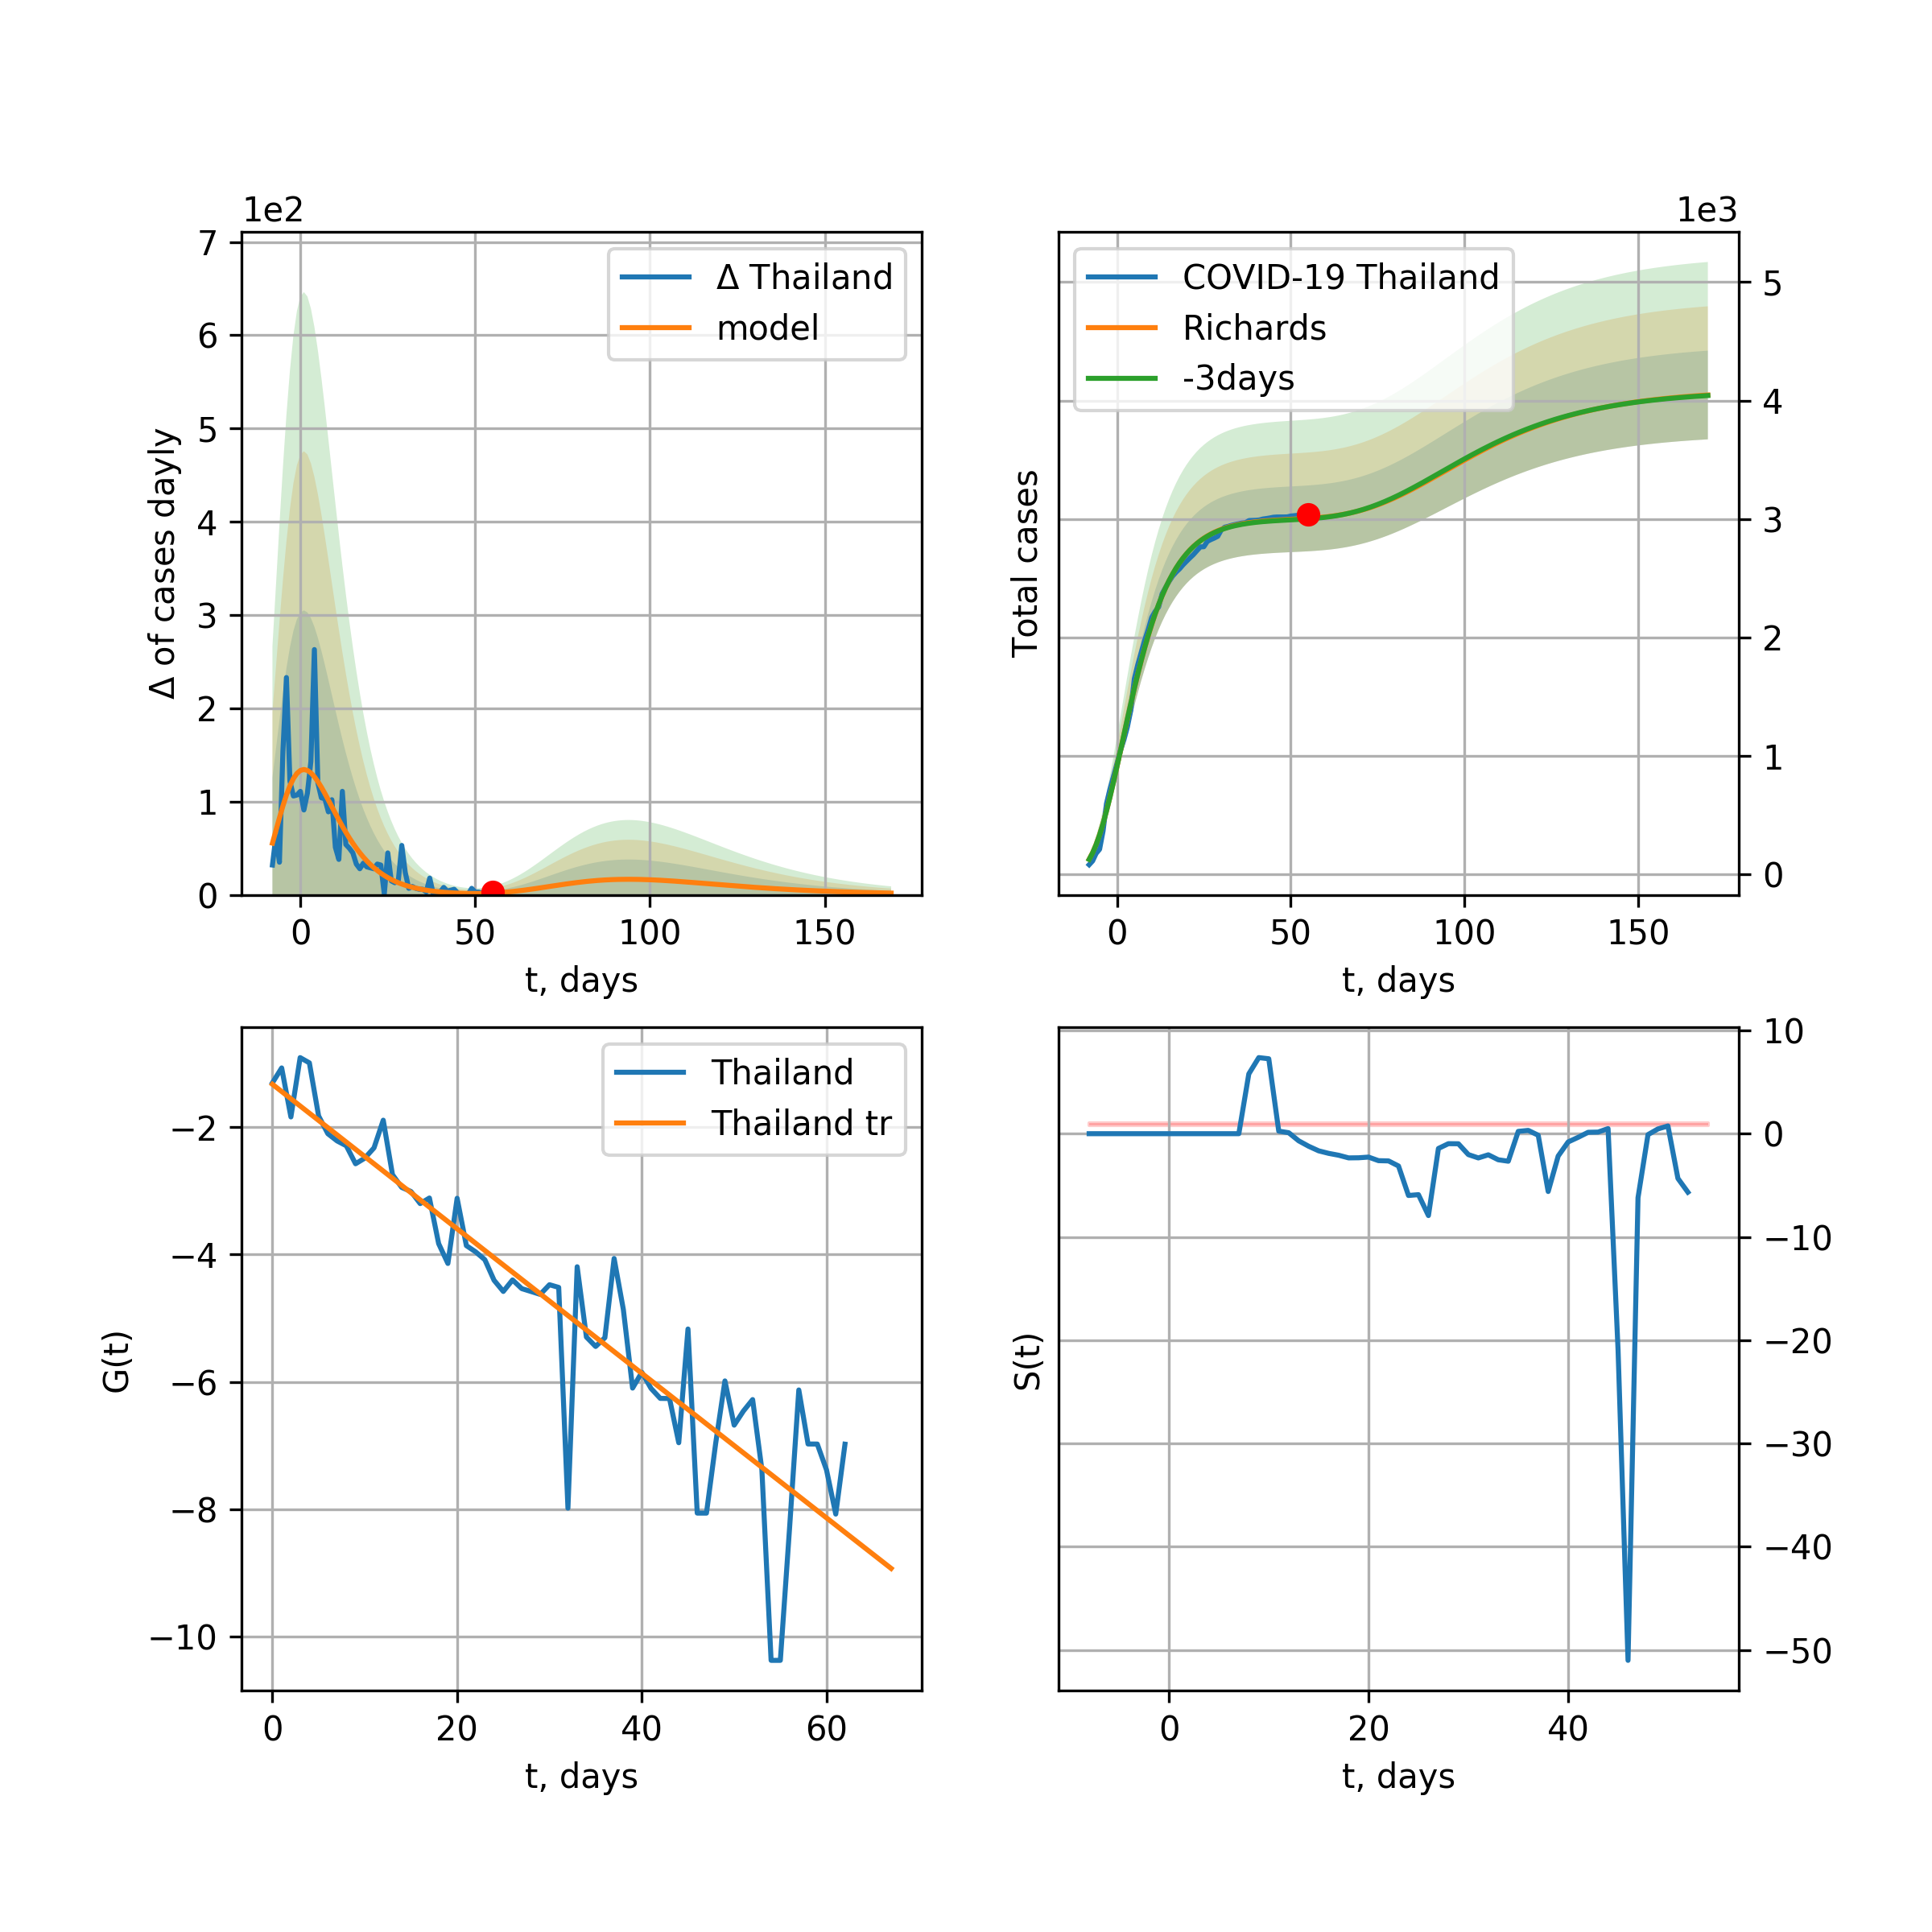 1e2
7
6
5
4
3
2
1
0
Δ of cases dayly
Δ Thailand
model
0 50 100 150
t, days
1e3
COVID-19 Thailand
Richards
-3days
Total cases
5
4
3
2
1
0
0 50 100 150
t, days
Thailand
Thailand tr
G(t)
−2
−4
−6
−8
−10
0 20 40 60
t, days
S(t)
10
0
−10
−20
−30
−40
−50
0 20 40
t, days